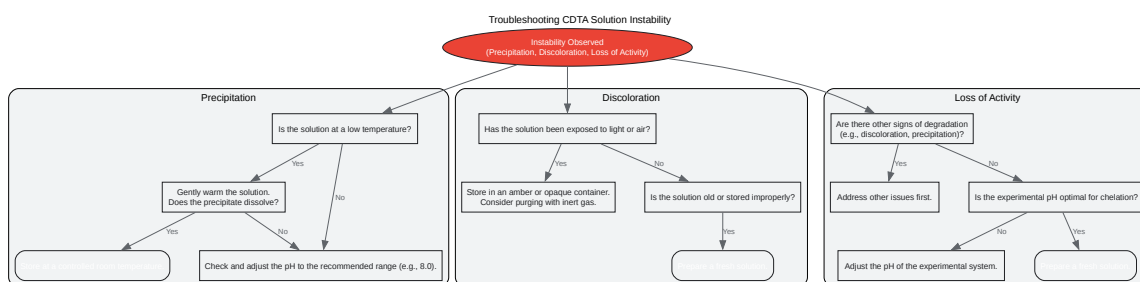 Troubleshooting CDTA Solution Instability
Instability Observed
(Precipitation, Discoloration, Loss of Activity)
Precipitation
Is the solution at a low temperature?
Yes
Gently warm the solution.
Does the precipitate dissolve?
No
Yes
No
Check and adjust the pH to the recommended range (e.g., 8.0).
Discoloration
Has the solution been exposed to light or air?
Yes
No
Store in an amber or opaque container.
Consider purging with inert gas.
Is the solution old or stored improperly?
Yes
Loss of Activity
Are there other signs of degradation
(e.g., discoloration, precipitation)?
Yes
No
Address other issues first.
Is the experimental pH optimal for chelation?
No
Yes
Adjust the pH of the experimental system.